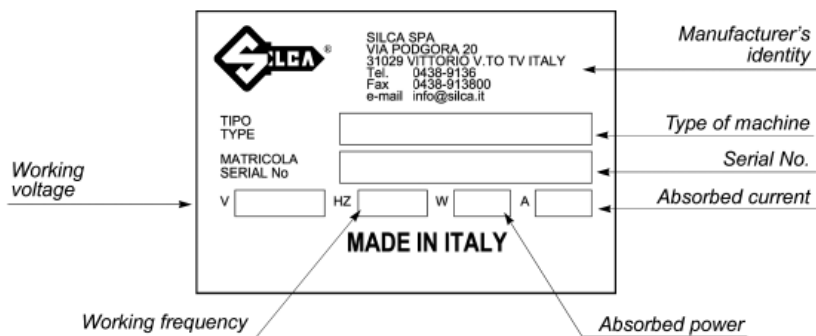 SILCA ®
SILCA SPA
VIA PODGORA 20
31029 VITTORIO V.TO TV ITALY
Tel. 0438-9136
Fax 0438-913800
e-mail info@silca.it
Manufacturer's
identity
TIPO
TYPE
Type of machine
MATRICOLA
SERIAL No
Serial No.
Working
voltage
V HZ W A
Absorbed current
MADE IN ITALY
Working frequency
Absorbed power